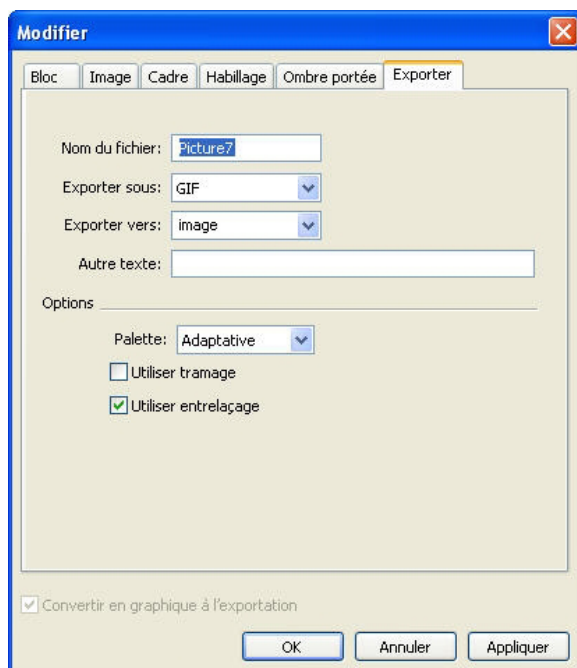 Modifier
Bloc Image Cadre Habillage Ombre portée Exporter
Nom du fichier: Picture7
Exporter sous: GIF
Exporter vers: image
Autre texte:
Options
Palette: Adaptative
Utiliser tramage
Utiliser entrelaçage
Convertir en graphique à l'exportation
OK Annuler Appliquer